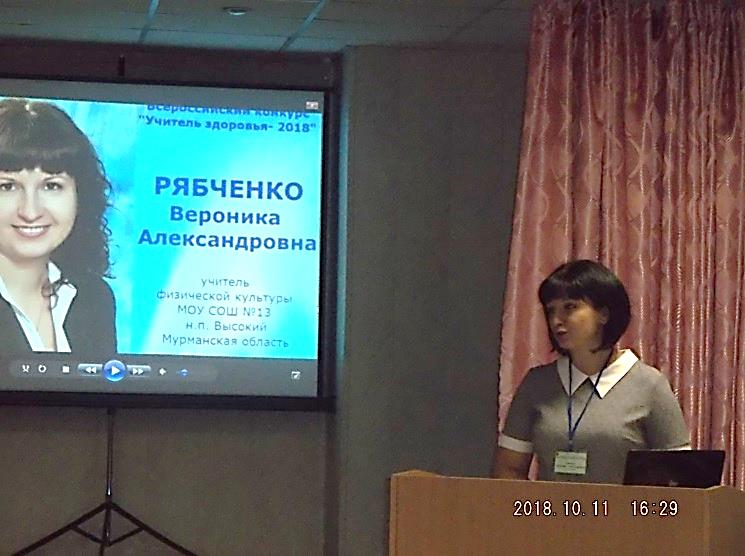 Всероссийский конкурс
"Учитель здоровья- 2018"
РЯБЧЕНКО
Вероника
Александровна
учитель
физической культуры
МОУ СОШ №13
н.п. Высокий
Мурманская область
2018.10.11 16:29